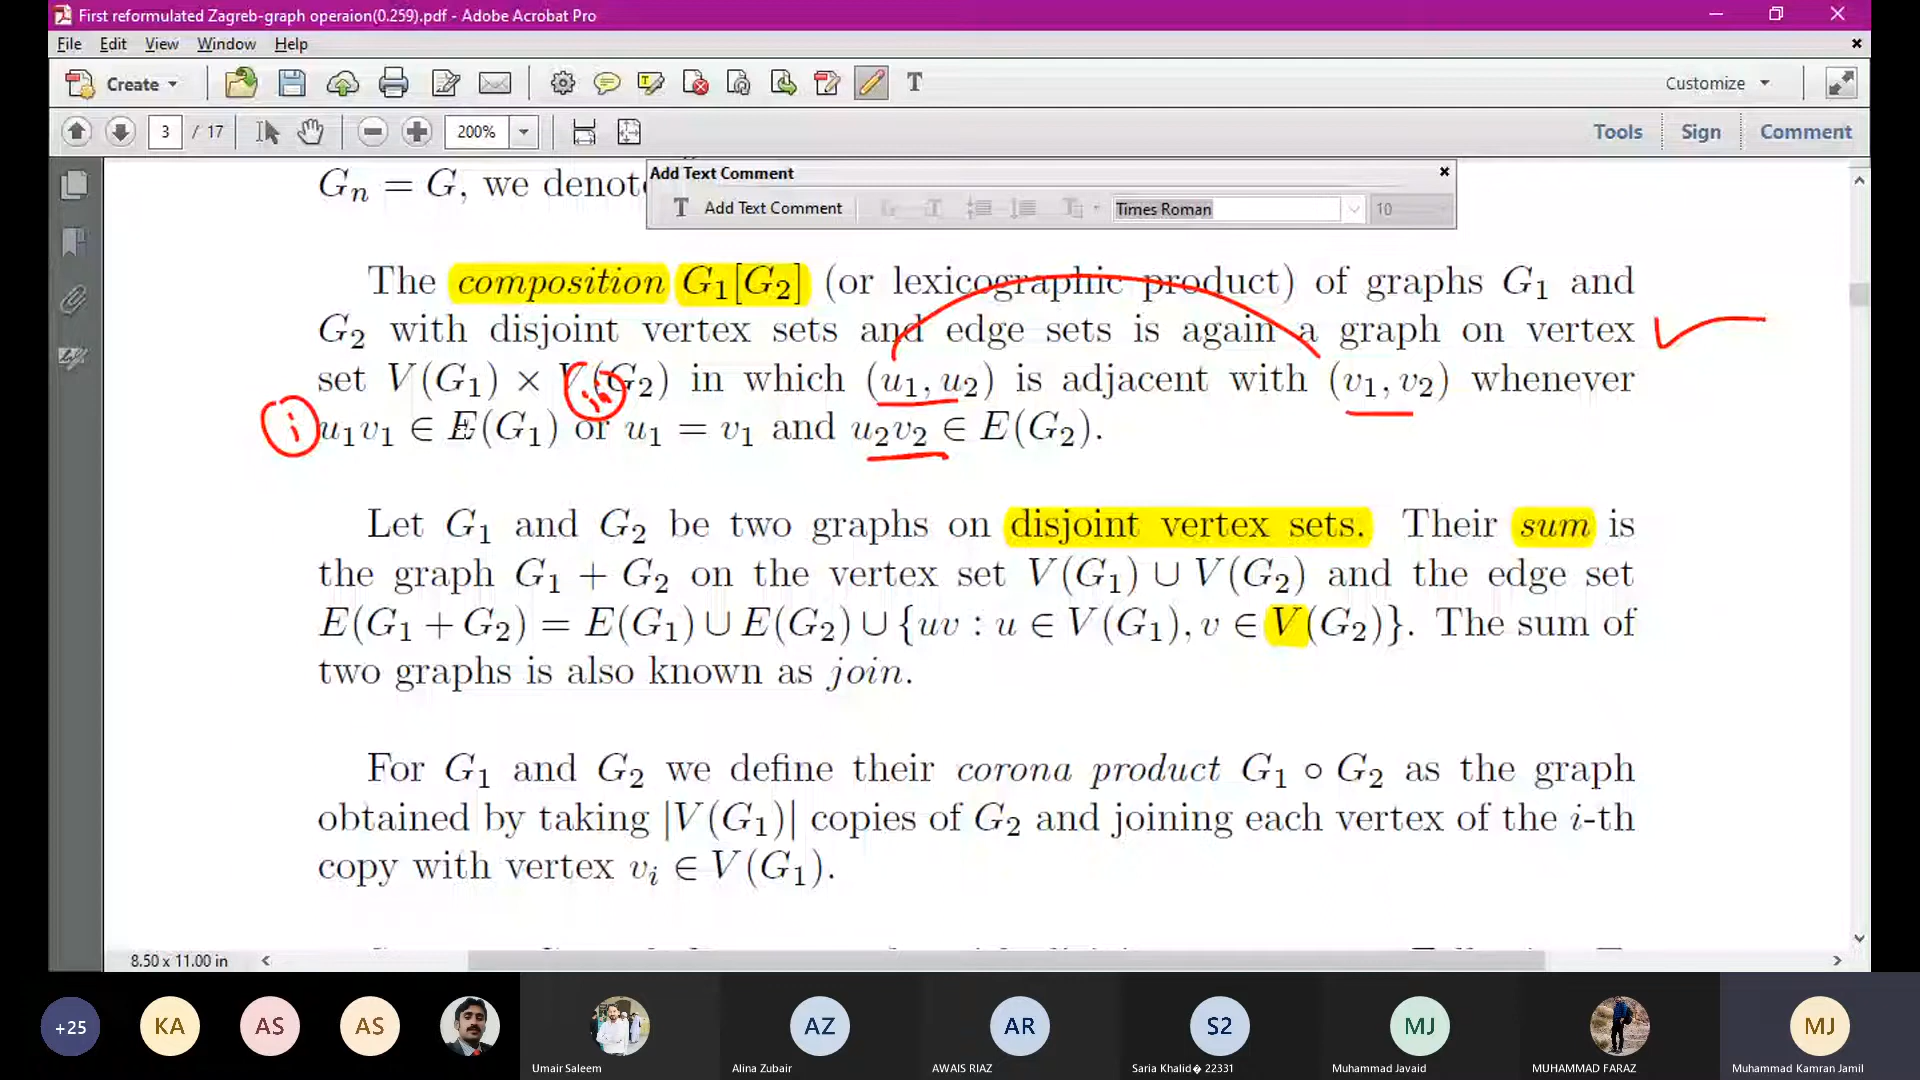 First reformulated Zagreb-graph operaion(0.259).pdf - Adobe Acrobat Pro
File Edit View Window Help
Create Customize
3 / 17 200% Tools Sign Comment
Add Text Comment
T Add Text Comment Times Roman 10
Gₙ = G, we denot
The composition G₁[G₂] (or lexicographic product) of graphs G₁ and
G₂ with disjoint vertex sets and edge sets is again a graph on vertex
set V(G₁) × V(G₂) in which (u₁, u₂) is adjacent with (v₁, v₂) whenever
i u₁v₁ ∈ E(G₁) or u₁ = v₁ and u₂v₂ ∈ E(G₂).
Let G₁ and G₂ be two graphs on disjoint vertex sets. Their sum is
the graph G₁ + G₂ on the vertex set V(G₁) ∪ V(G₂) and the edge set
E(G₁ + G₂) = E(G₁) ∪ E(G₂) ∪ {uv : u ∈ V(G₁), v ∈ V(G₂)}. The sum of
two graphs is also known as join.
For G₁ and G₂ we define their corona product G₁ ∘ G₂ as the graph
obtained by taking |V(G₁)| copies of G₂ and joining each vertex of the i-th
copy with vertex vᵢ ∈ V(G₁).
8.50 x 11.00 in
+25 KA AS AS AZ AR S2 MJ MJ
Umair Saleem Alina Zubair AWAIS RIAZ Saria Khalid� 22331 Muhammad Javaid MUHAMMAD FARAZ Muhammad Kamran Jamil